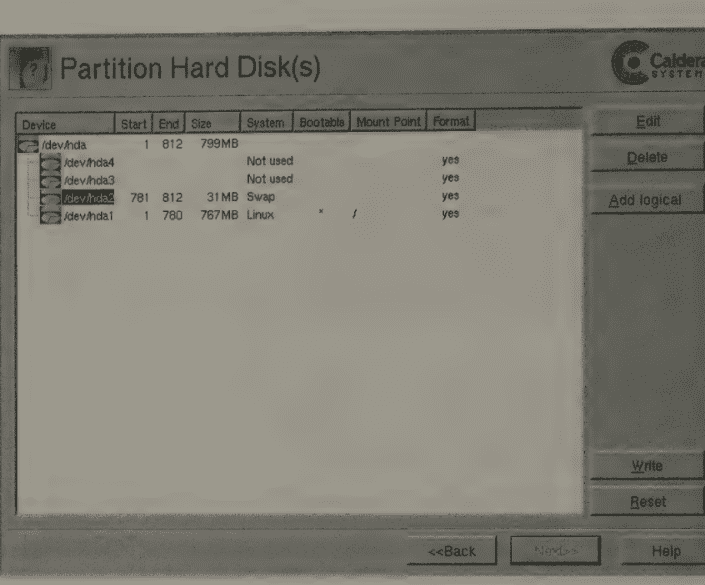 Partition Hard Disk(s)
Caldera
SYSTEM
Device Start End Size System Bootable Mount Point Format
/dev/hda 1 812 799MB
/dev/hda4 Not used yes
/dev/hda3 Not used yes
/dev/hda2 781 812 31MB Swap yes
/dev/hda1 1 780 767MB Linux * / yes
Edit
Delete
Add logical
Write
Reset
<<Back Next>> Help